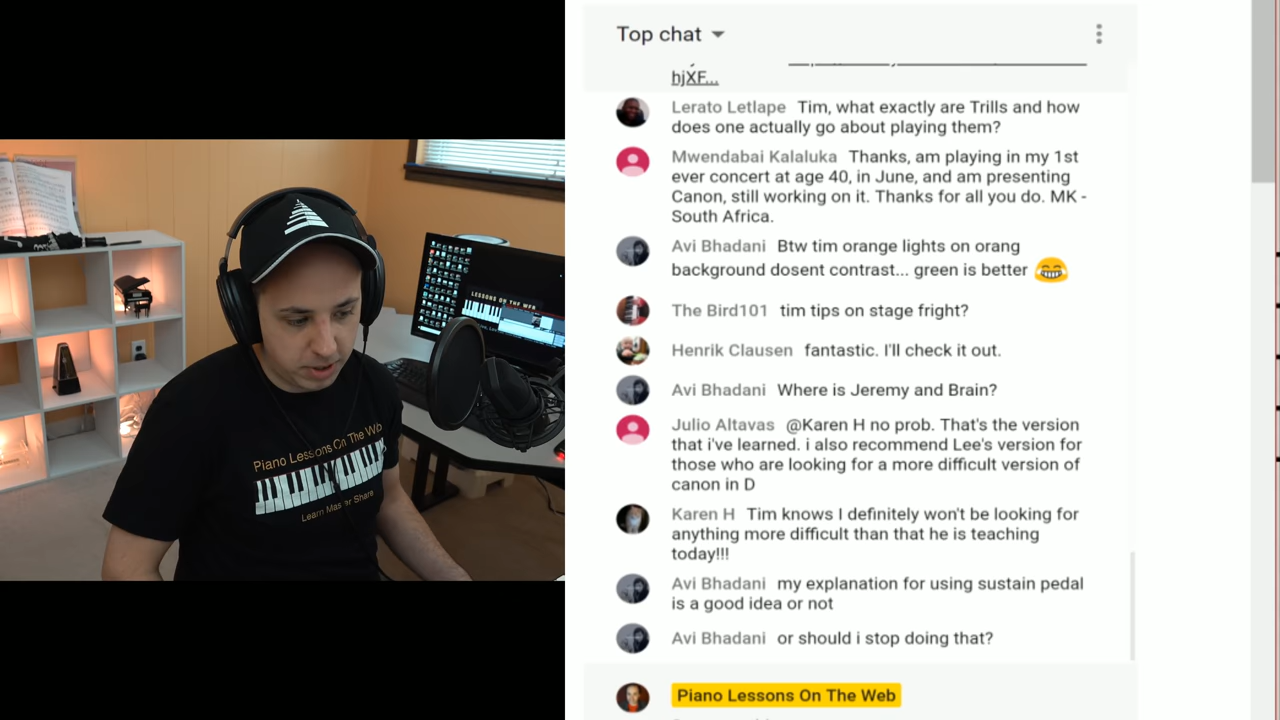 Top chat
hjXF...
Lerato Letlape Tim, what exactly are Trills and how
does one actually go about playing them?
Mwendabai Kalaluka Thanks, am playing in my 1st
ever concert at age 40, in June, and am presenting
Canon, still working on it. Thanks for all you do. MK -
South Africa.
Avi Bhadani Btw tim orange lights on orang
background dosent contrast... green is better 😂
The Bird101 tim tips on stage fright?
Henrik Clausen fantastic. I'll check it out.
Avi Bhadani Where is Jeremy and Brain?
Julio Altavas @Karen H no prob. That's the version
that i've learned. i also recommend Lee's version for
those who are looking for a more difficult version of
canon in D
Karen H Tim knows I definitely won't be looking for
anything more difficult than that he is teaching
today!!!
Avi Bhadani my explanation for using sustain pedal
is a good idea or not
Avi Bhadani or should i stop doing that?
Piano Lessons On The Web
LESSONS ON THE WEB
Piano Lessons On The Web
Learn Master Share